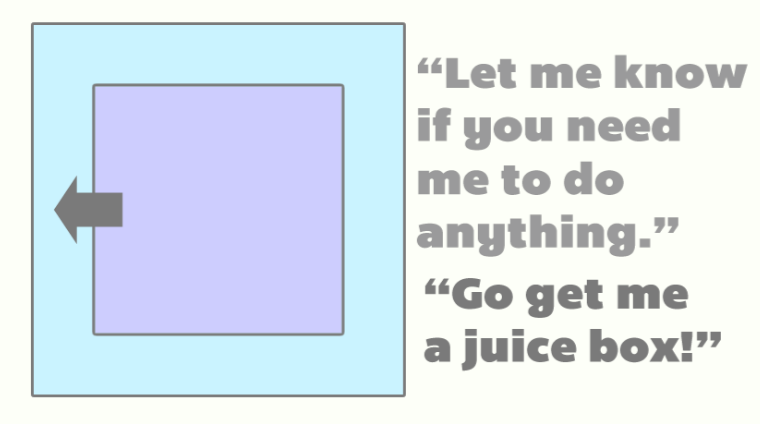 “Let me know
if you need
me to do
anything.”
“Go get me
a juice box!”